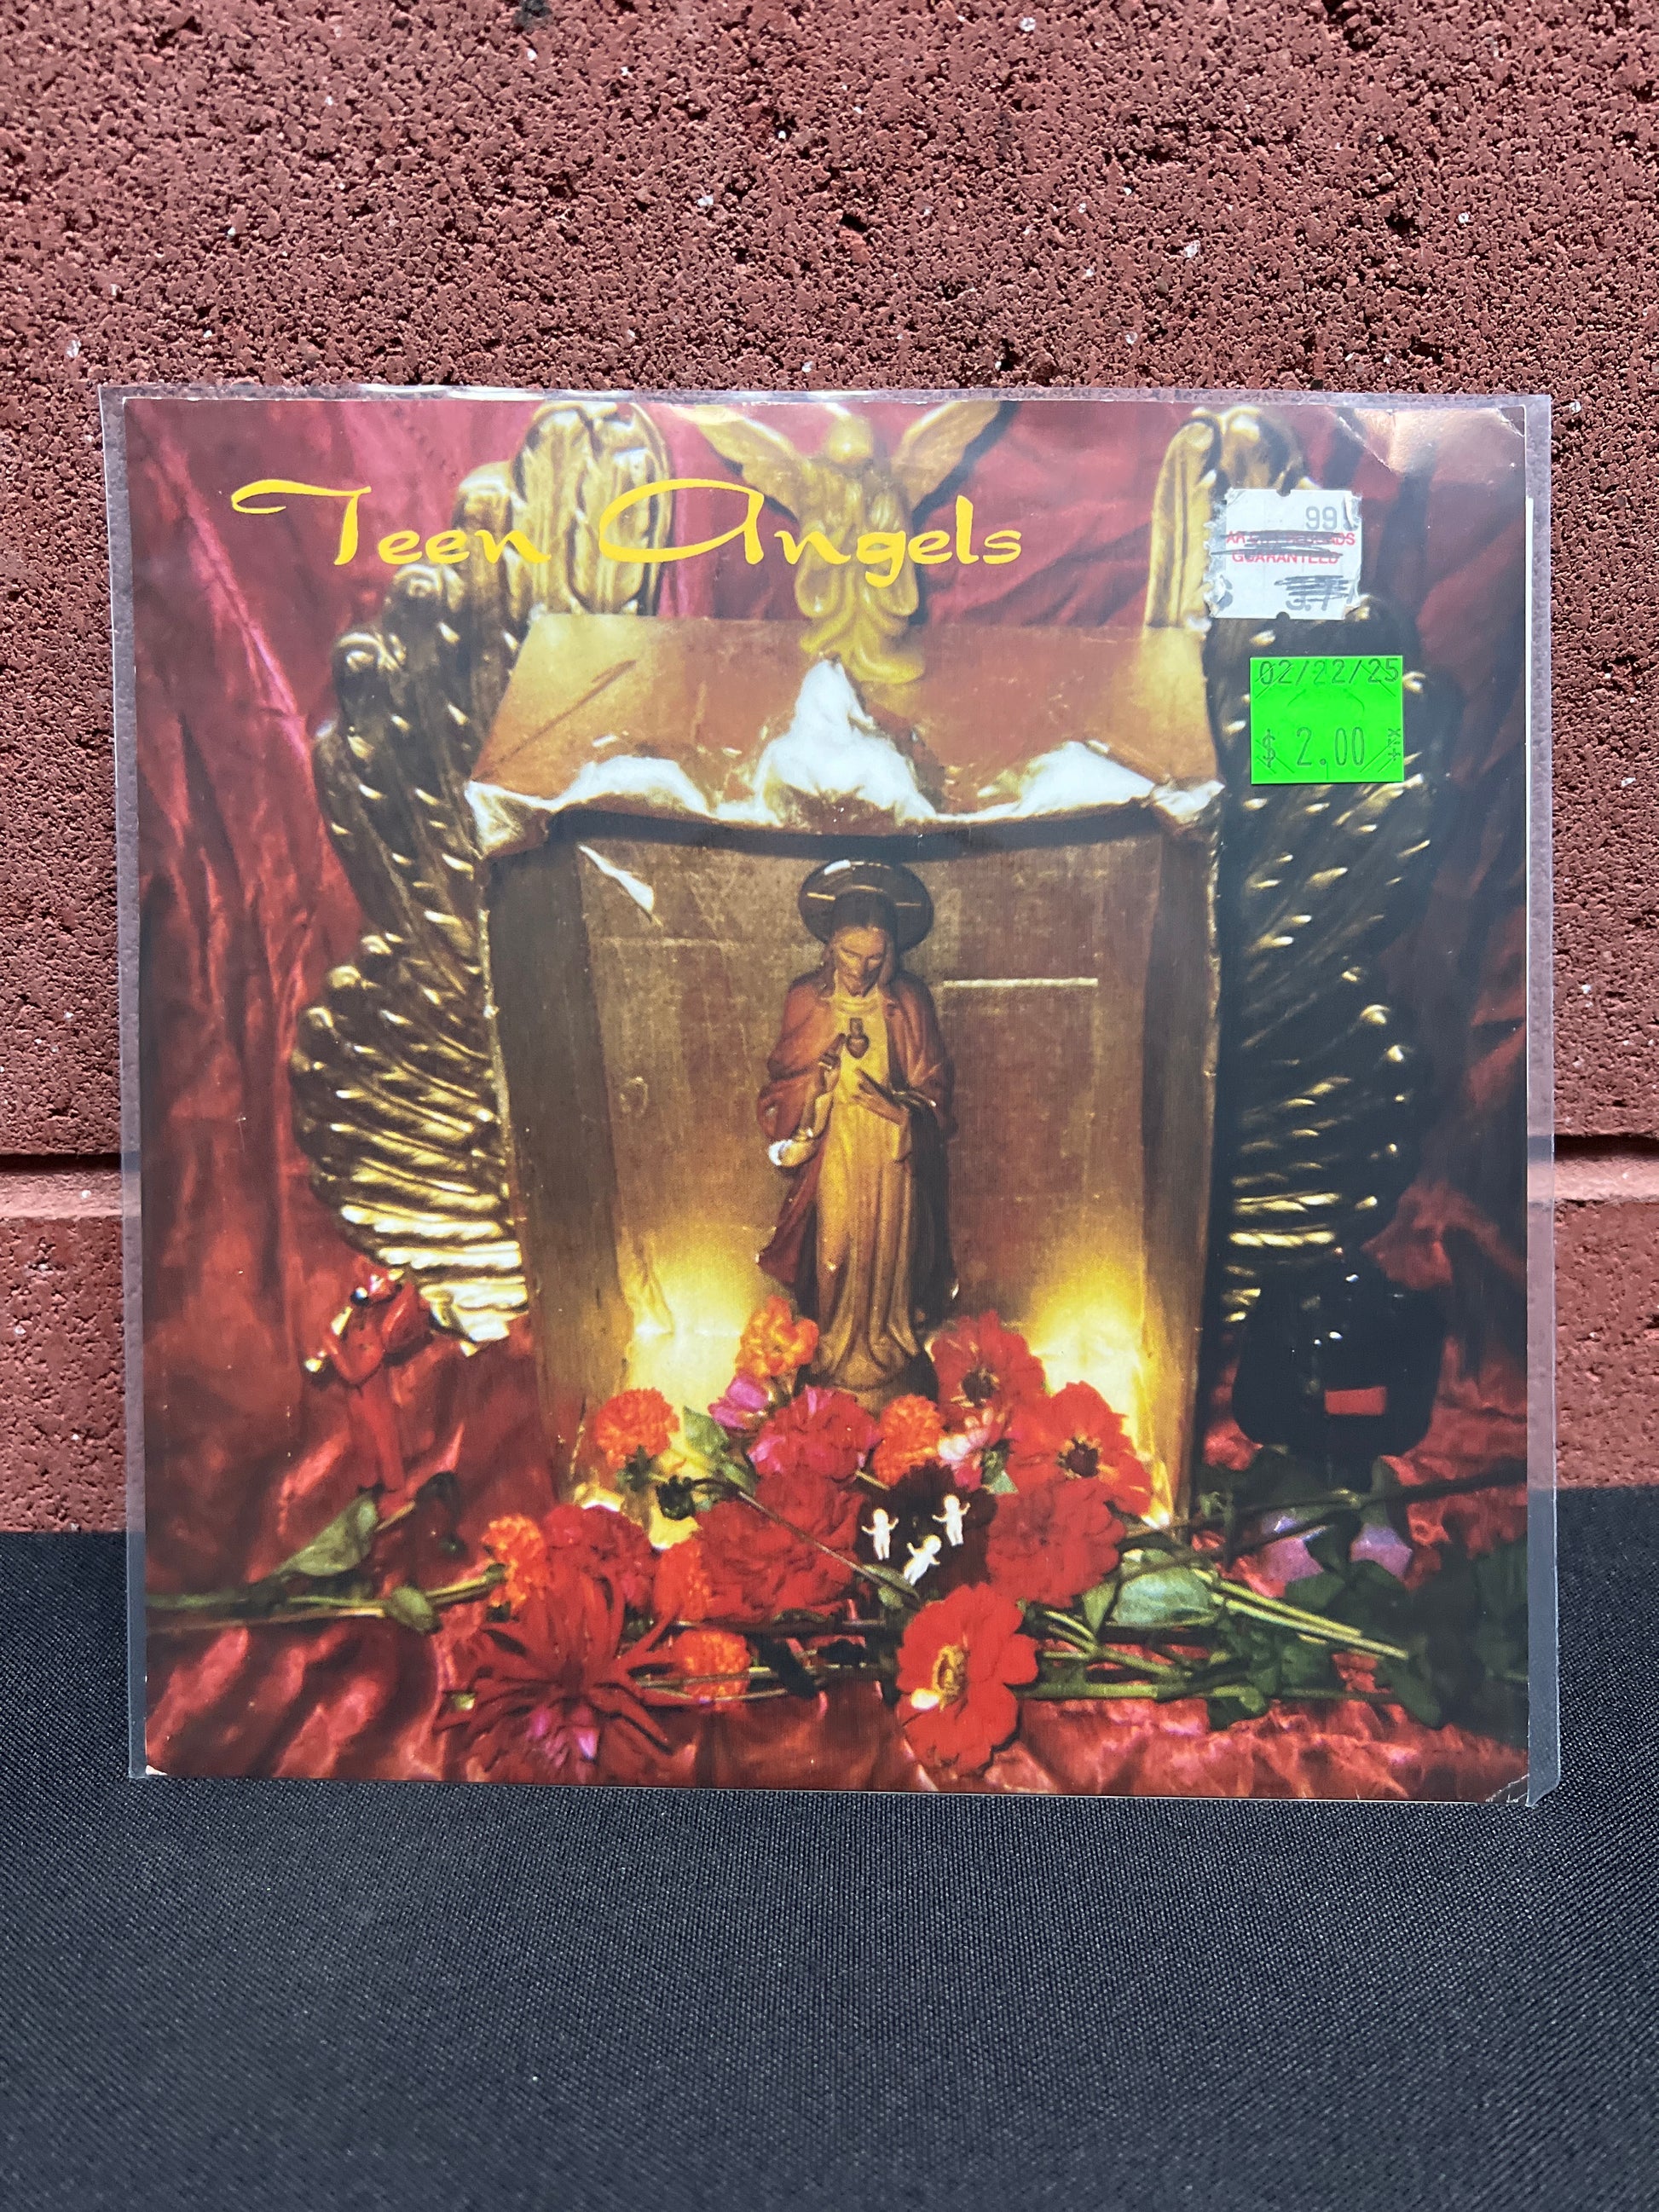 Teen Angels
99
GUARANTEED
02/22/25
$ 2.00